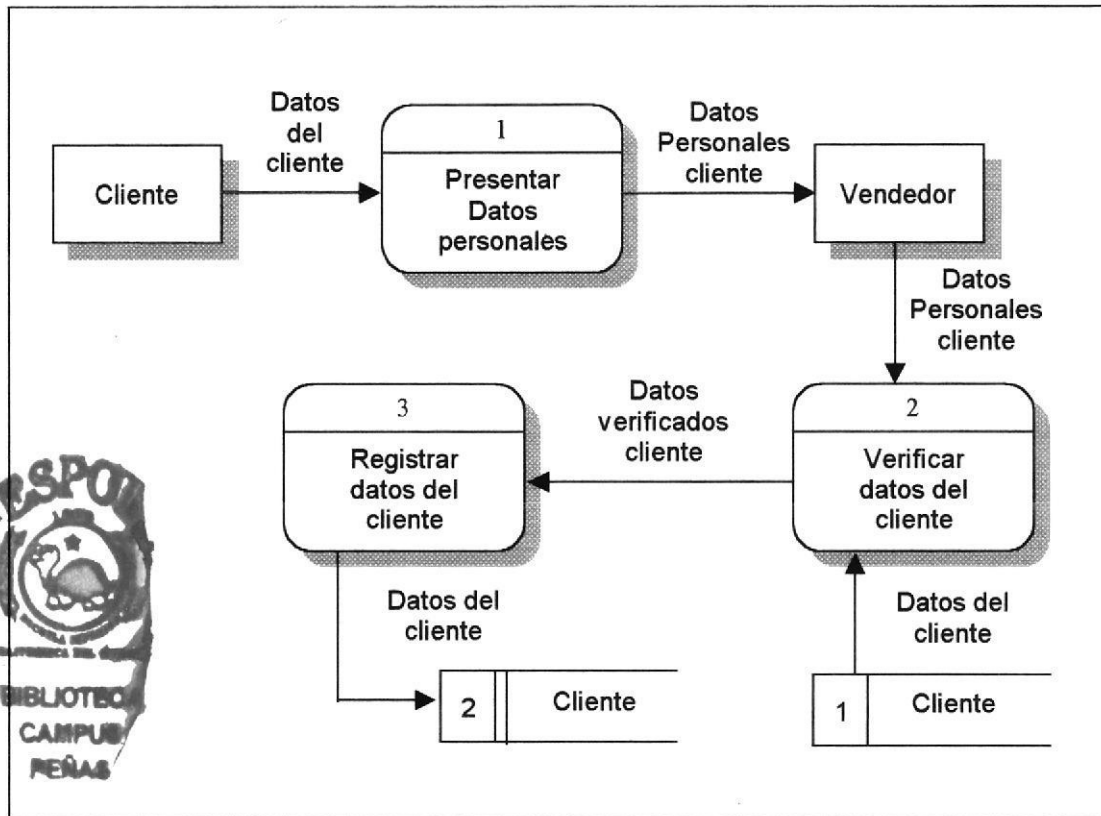 Datos
del
cliente
Cliente
1
Presentar
Datos
personales
Datos
Personales
cliente
Vendedor
Datos
Personales
cliente
2
Verificar
datos del
cliente
Datos
verificados
cliente
3
Registrar
datos del
cliente
Datos del
cliente
2
Cliente
Datos del
cliente
1
Cliente
ESPOL
BIBLIOTECA
CAMPUS
PEÑAS